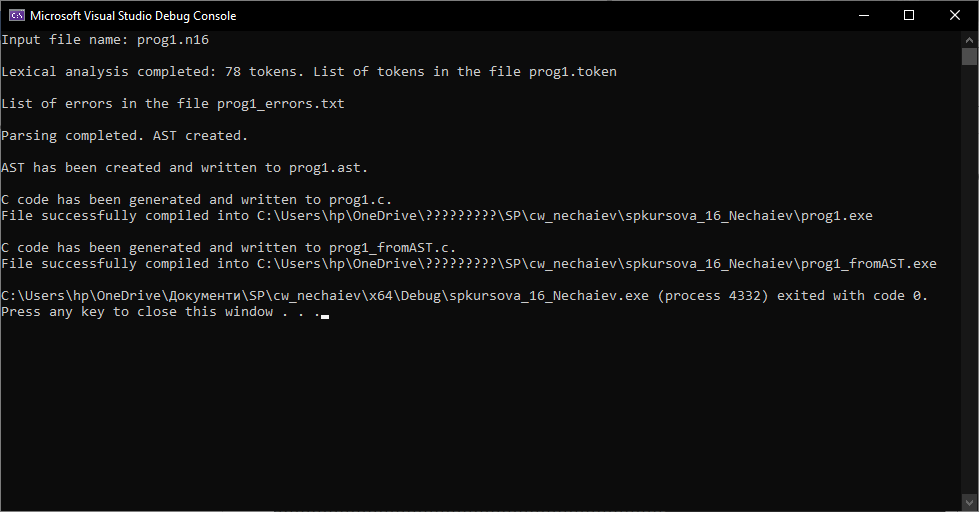 Microsoft Visual Studio Debug Console
Input file name: prog1.n16
Lexical analysis completed: 78 tokens. List of tokens in the file prog1.token
List of errors in the file prog1_errors.txt
Parsing completed. AST created.
AST has been created and written to prog1.ast.
C code has been generated and written to prog1.c.
File successfully compiled into C:\Users\hp\OneDrive\?????????\SP\cw_nechaiev\spkursova_16_Nechaiev\prog1.exe
C code has been generated and written to prog1_fromAST.c.
File successfully compiled into C:\Users\hp\OneDrive\?????????\SP\cw_nechaiev\spkursova_16_Nechaiev\prog1_fromAST.exe
C:\Users\hp\OneDrive\Документи\SP\cw_nechaiev\x64\Debug\spkursova_16_Nechaiev.exe (process 4332) exited with code 0.
Press any key to close this window . . .